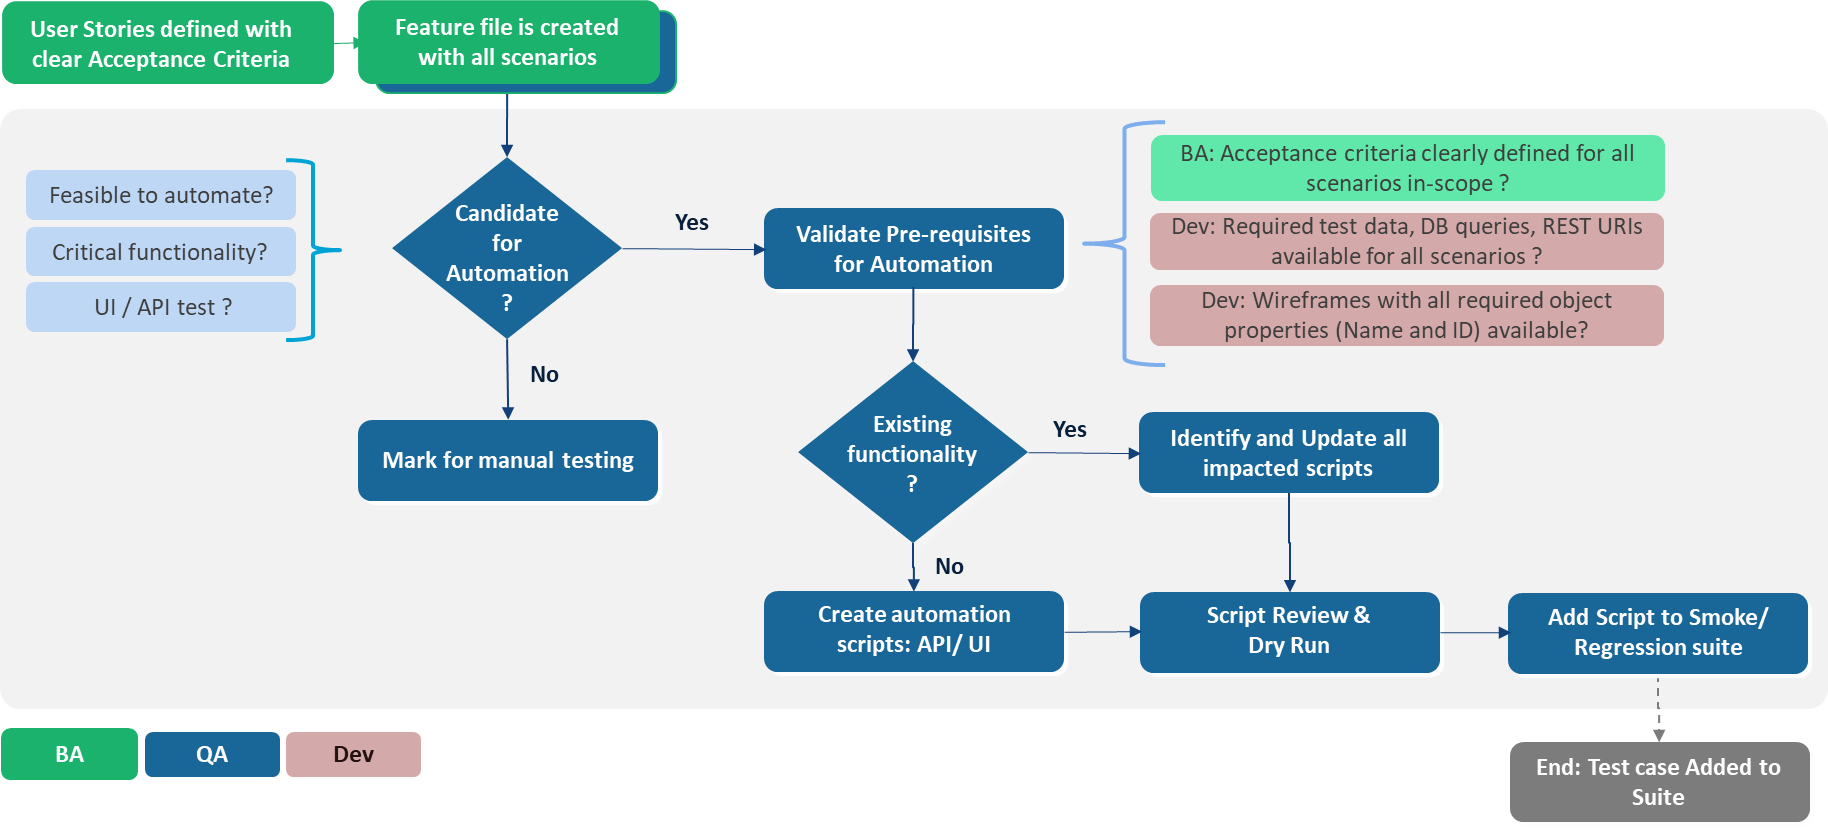 User Stories defined with
clear Acceptance Criteria
Feature file is created
with all scenarios
Feasible to automate?
Critical functionality?
UI / API test ?
Candidate
for
Automation
?
Yes
No
Mark for manual testing
Validate Pre-requisites
for Automation
BA: Acceptance criteria clearly defined for all
scenarios in-scope ?
Dev: Required test data, DB queries, REST URIs
available for all scenarios ?
Dev: Wireframes with all required object
properties (Name and ID) available?
Existing
functionality
?
Yes
No
Identify and Update all
impacted scripts
Create automation
scripts: API/ UI
Script Review &
Dry Run
Add Script to Smoke/
Regression suite
End: Test case Added to
Suite
BA
QA
Dev